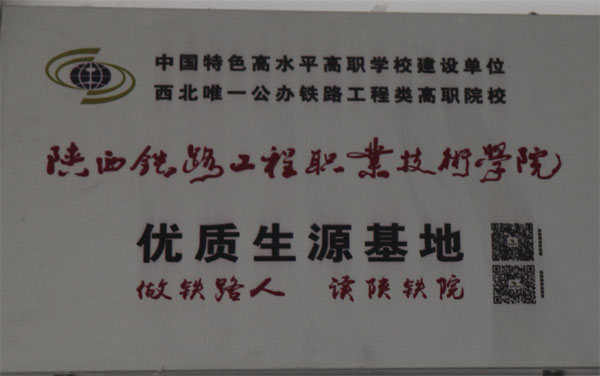 中国特色高水平高职学校建设单位
西北唯一公办铁路工程类高职院校
陕西铁路工程职业技術學院
优质生源基地
做铁路人 读陕铁院